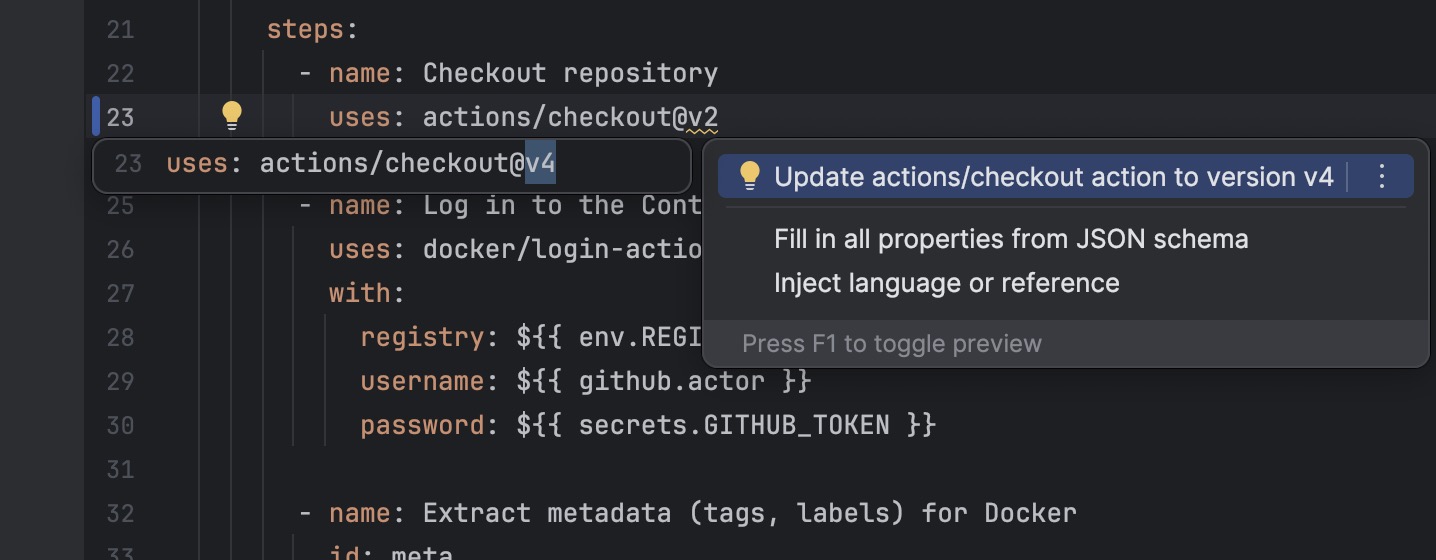 21 steps:
22 - name: Checkout repository
23 uses: actions/checkout@v2
23 uses: actions/checkout@v4
Update actions/checkout action to version v4
Fill in all properties from JSON schema
Inject language or reference
Press F1 to toggle preview
25 - name: Log in to the Cont
26 uses: docker/login-actio
27 with:
28 registry: ${{ env.REGI
29 username: ${{ github.actor }}
30 password: ${{ secrets.GITHUB_TOKEN }}
31
32 - name: Extract metadata (tags, labels) for Docker
33 id: meta